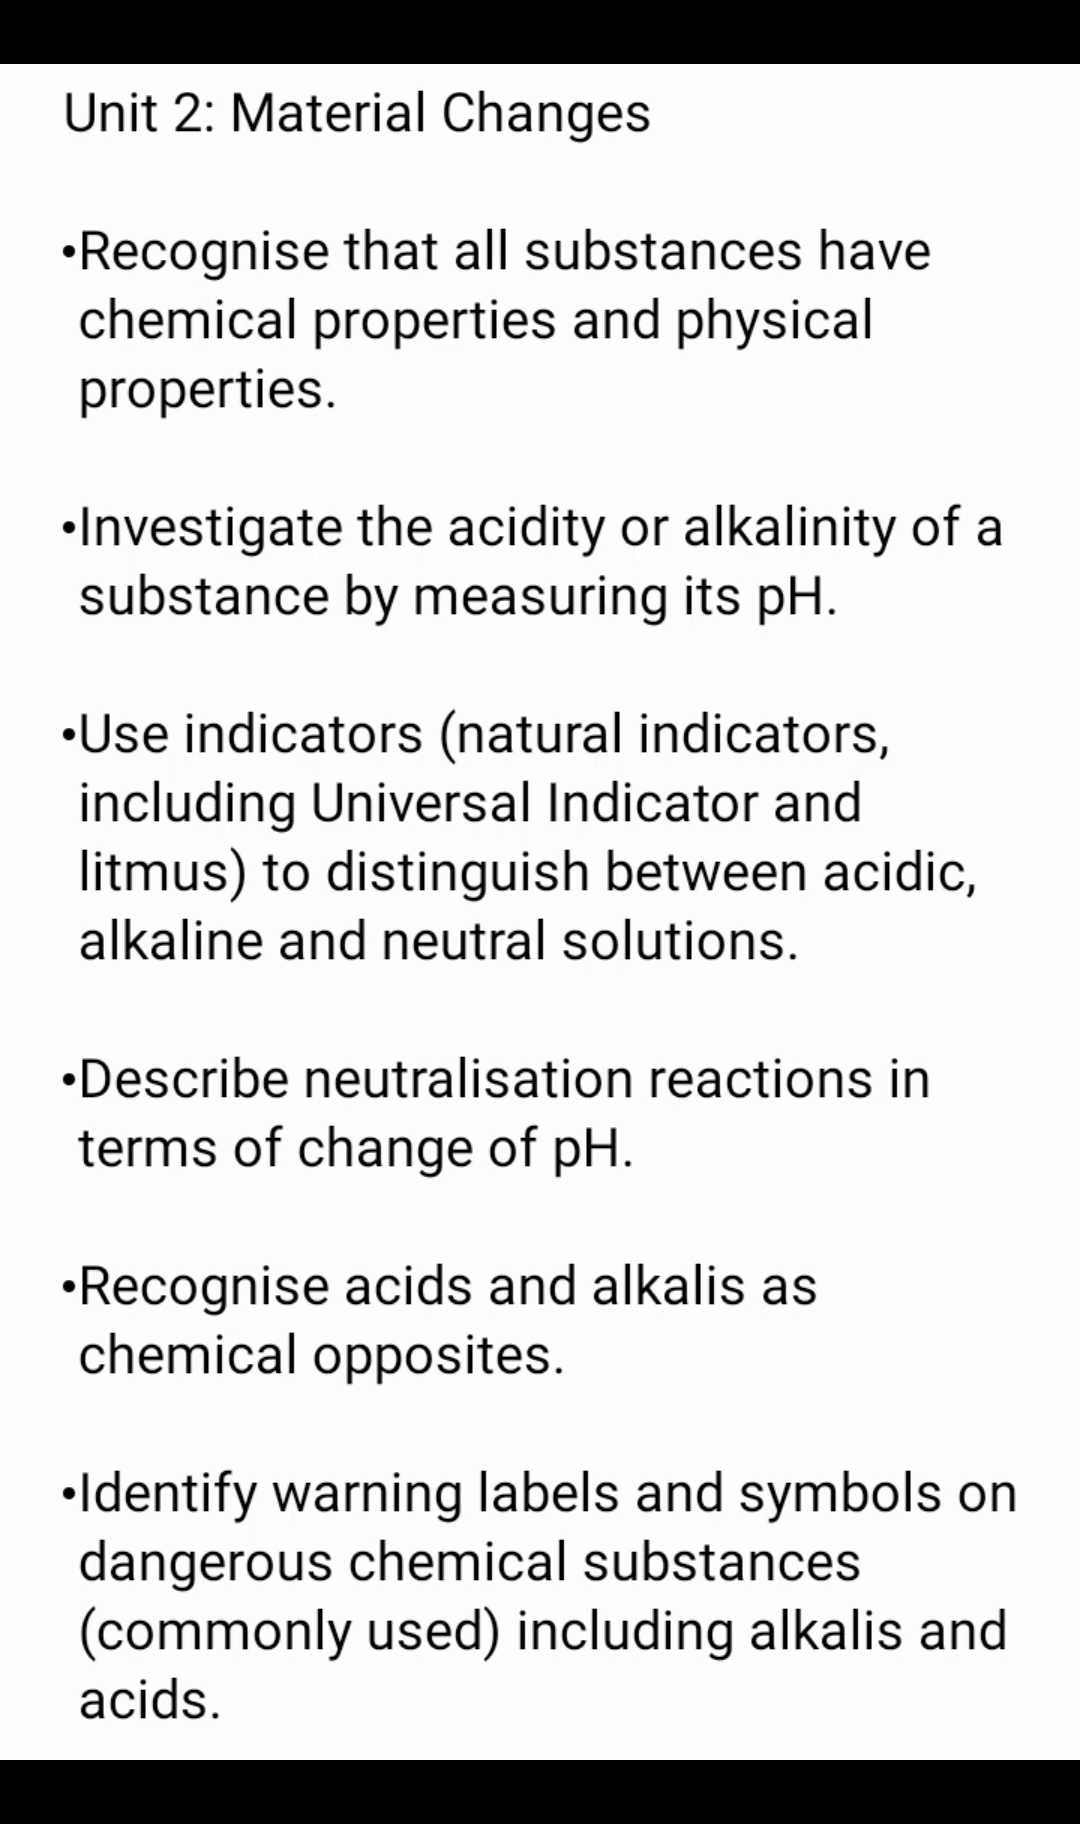 Unit 2: Material Changes
•Recognise that all substances have
chemical properties and physical
properties.
•Investigate the acidity or alkalinity of a
substance by measuring its pH.
•Use indicators (natural indicators,
including Universal Indicator and
litmus) to distinguish between acidic,
alkaline and neutral solutions.
•Describe neutralisation reactions in
terms of change of pH.
•Recognise acids and alkalis as
chemical opposites.
•Identify warning labels and symbols on
dangerous chemical substances
(commonly used) including alkalis and
acids.